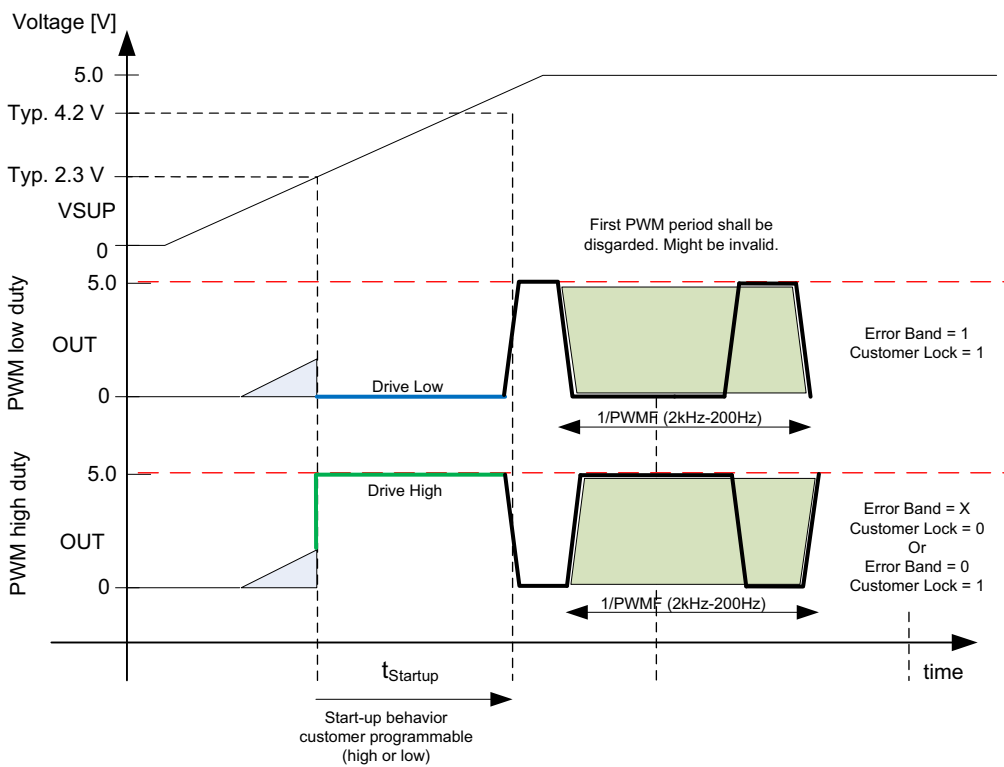 Voltage [V]
5.0
Typ. 4.2 V
Typ. 2.3 V
VSUP
0
First PWM period shall be
disgarded. Might be invalid.
PWM low duty
5.0
OUT
0
Drive Low
Error Band = 1
Customer Lock = 1
1/PWMF (2kHz-200Hz)
PWM high duty
5.0
OUT
0
Drive High
Error Band = X
Customer Lock = 0
Or
Error Band = 0
Customer Lock = 1
1/PWMF (2kHz-200Hz)
tStartup
time
Start-up behavior
customer programmable
(high or low)